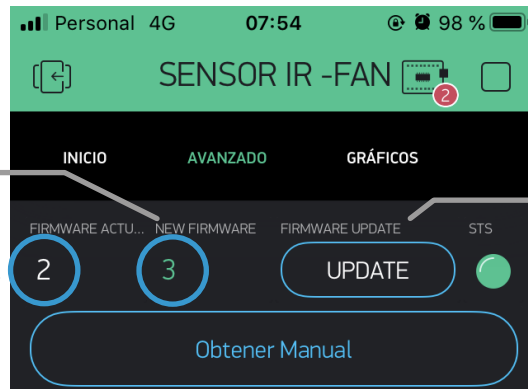 Personal 4G 07:54 98 %
SENSOR IR -FAN 2
INICIO AVANZADO GRÁFICOS
FIRMWARE ACTU... NEW FIRMWARE FIRMWARE UPDATE STS
2 3 UPDATE
Obtener Manual